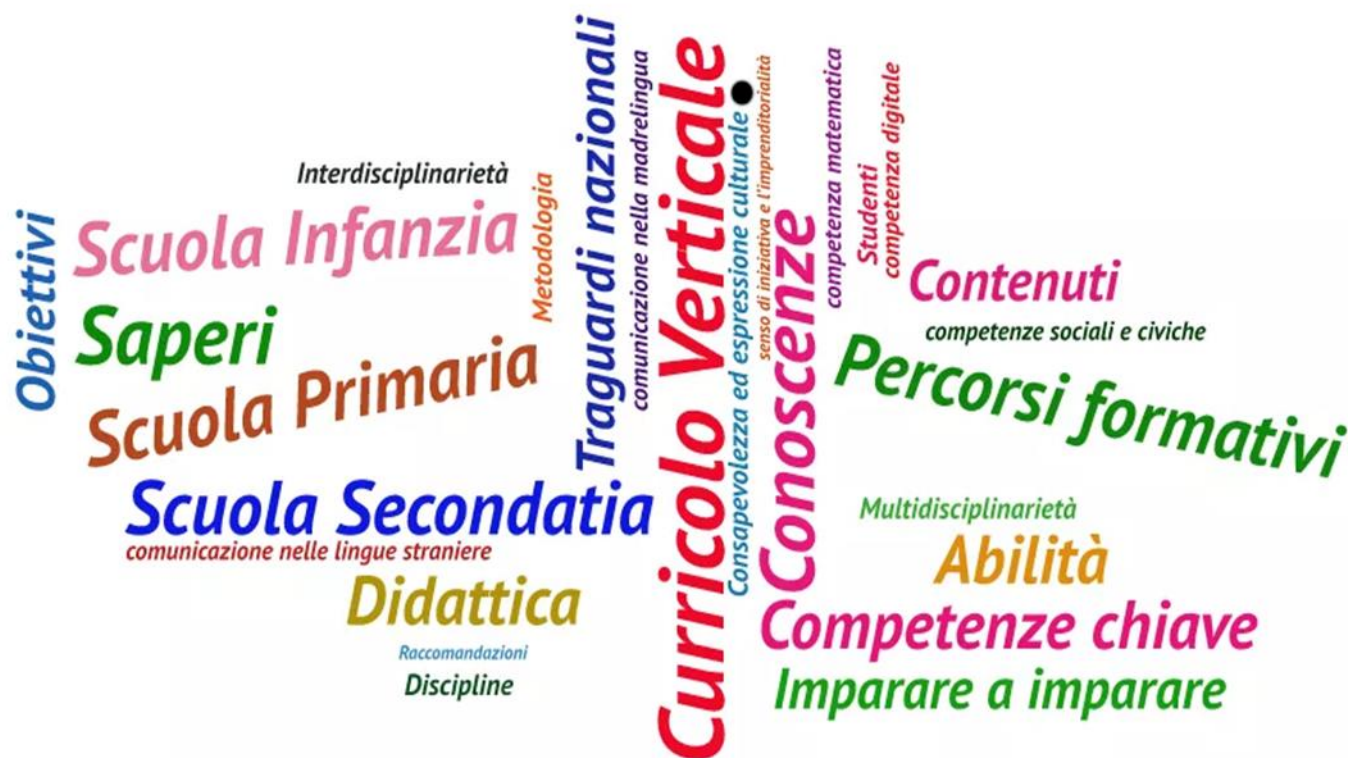 Obiettivi
Interdisciplinarietà
Scuola Infanzia
Saperi
Scuola Primaria
Scuola Secondatia
comunicazione nelle lingue straniere
Didattica
Raccomandazioni
Discipline
Metodologia
Traguardi nazionali
comunicazione nella madrelingua
Curricolo Verticale
Consapevolezza ed espressione culturale
senso di iniziativa e l'imprenditorialità
Conoscenze
competenza matematica
Studenti
competenza digitale
Contenuti
competenze sociali e civiche
Percorsi formativi
Multidisciplinarietà
Abilità
Competenze chiave
Imparare a imparare